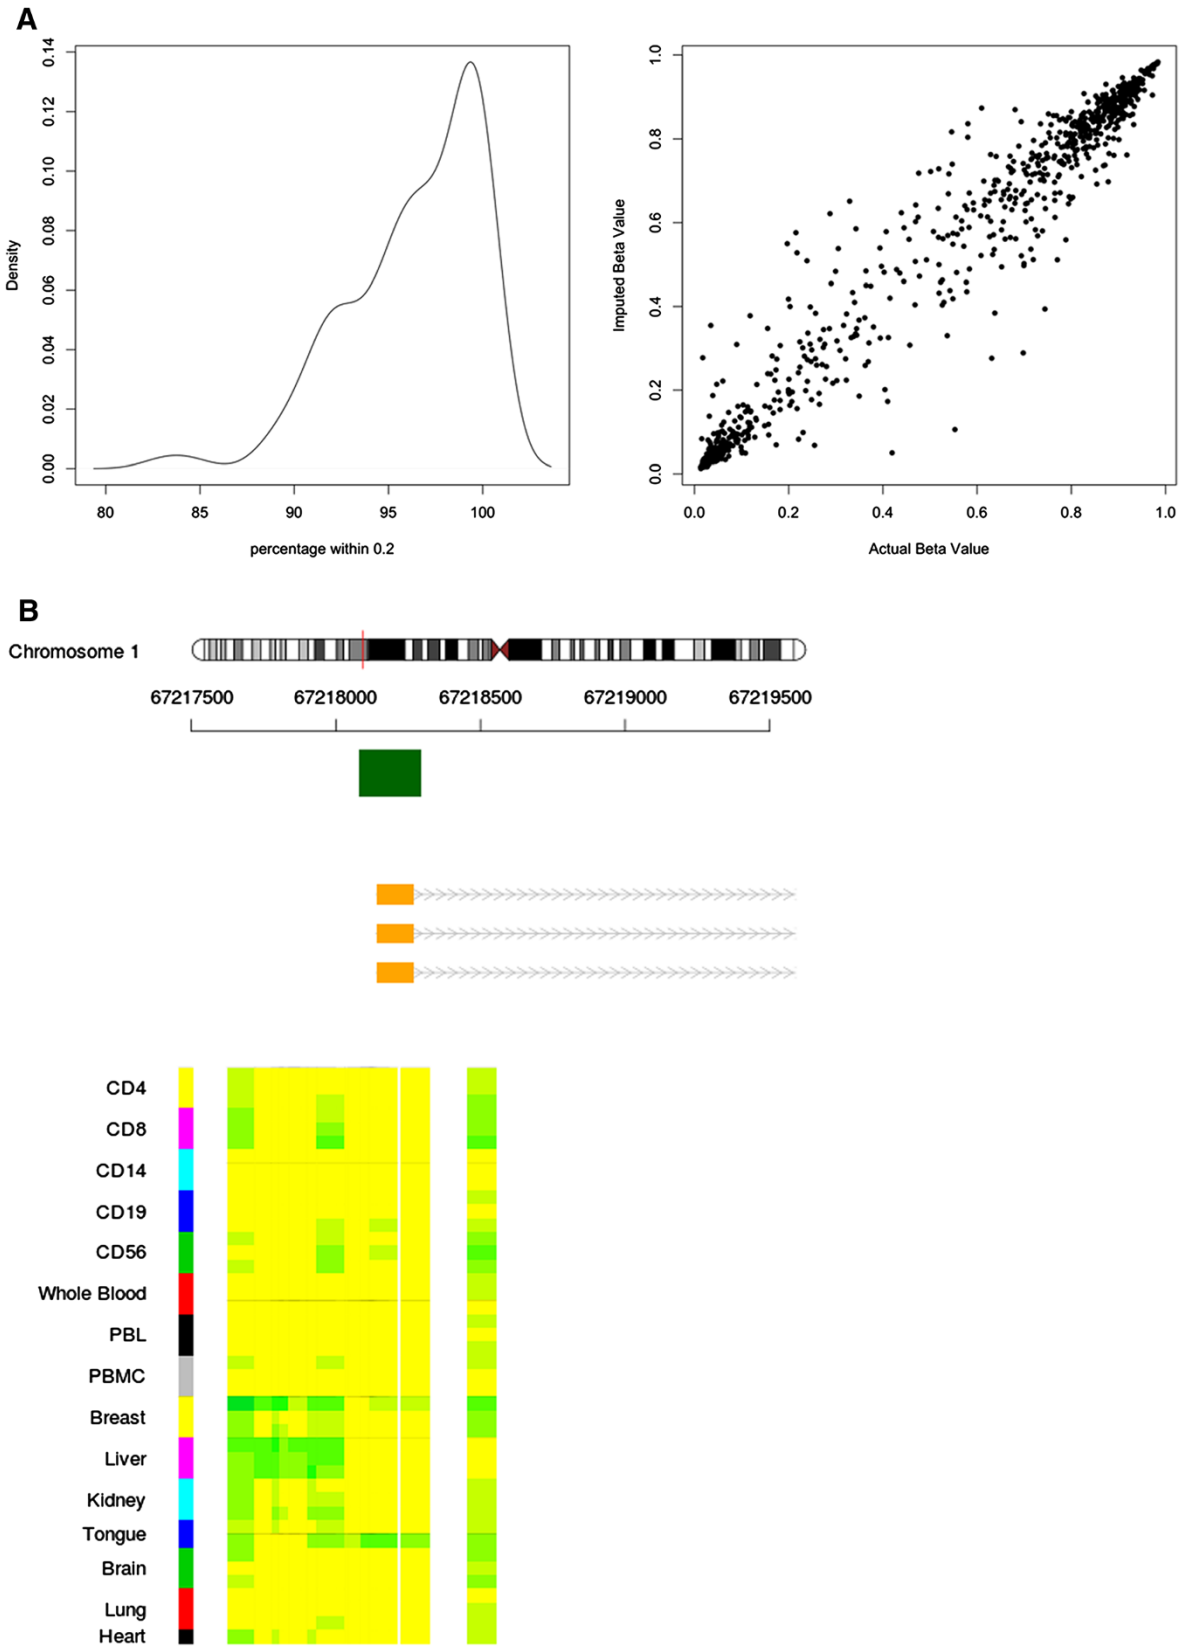 A
Density
0.00 0.02 0.04 0.06 0.08 0.10 0.12 0.14
80 85 90 95 100
percentage within 0.2
Imputed Beta Value
0.0 0.2 0.4 0.6 0.8 1.0
0.0 0.2 0.4 0.6 0.8 1.0
Actual Beta Value
B
Chromosome 1
67217500 67218000 67218500 67219000 67219500
CD4
CD8
CD14
CD19
CD56
Whole Blood
PBL
PBMC
Breast
Liver
Kidney
Tongue
Brain
Lung
Heart